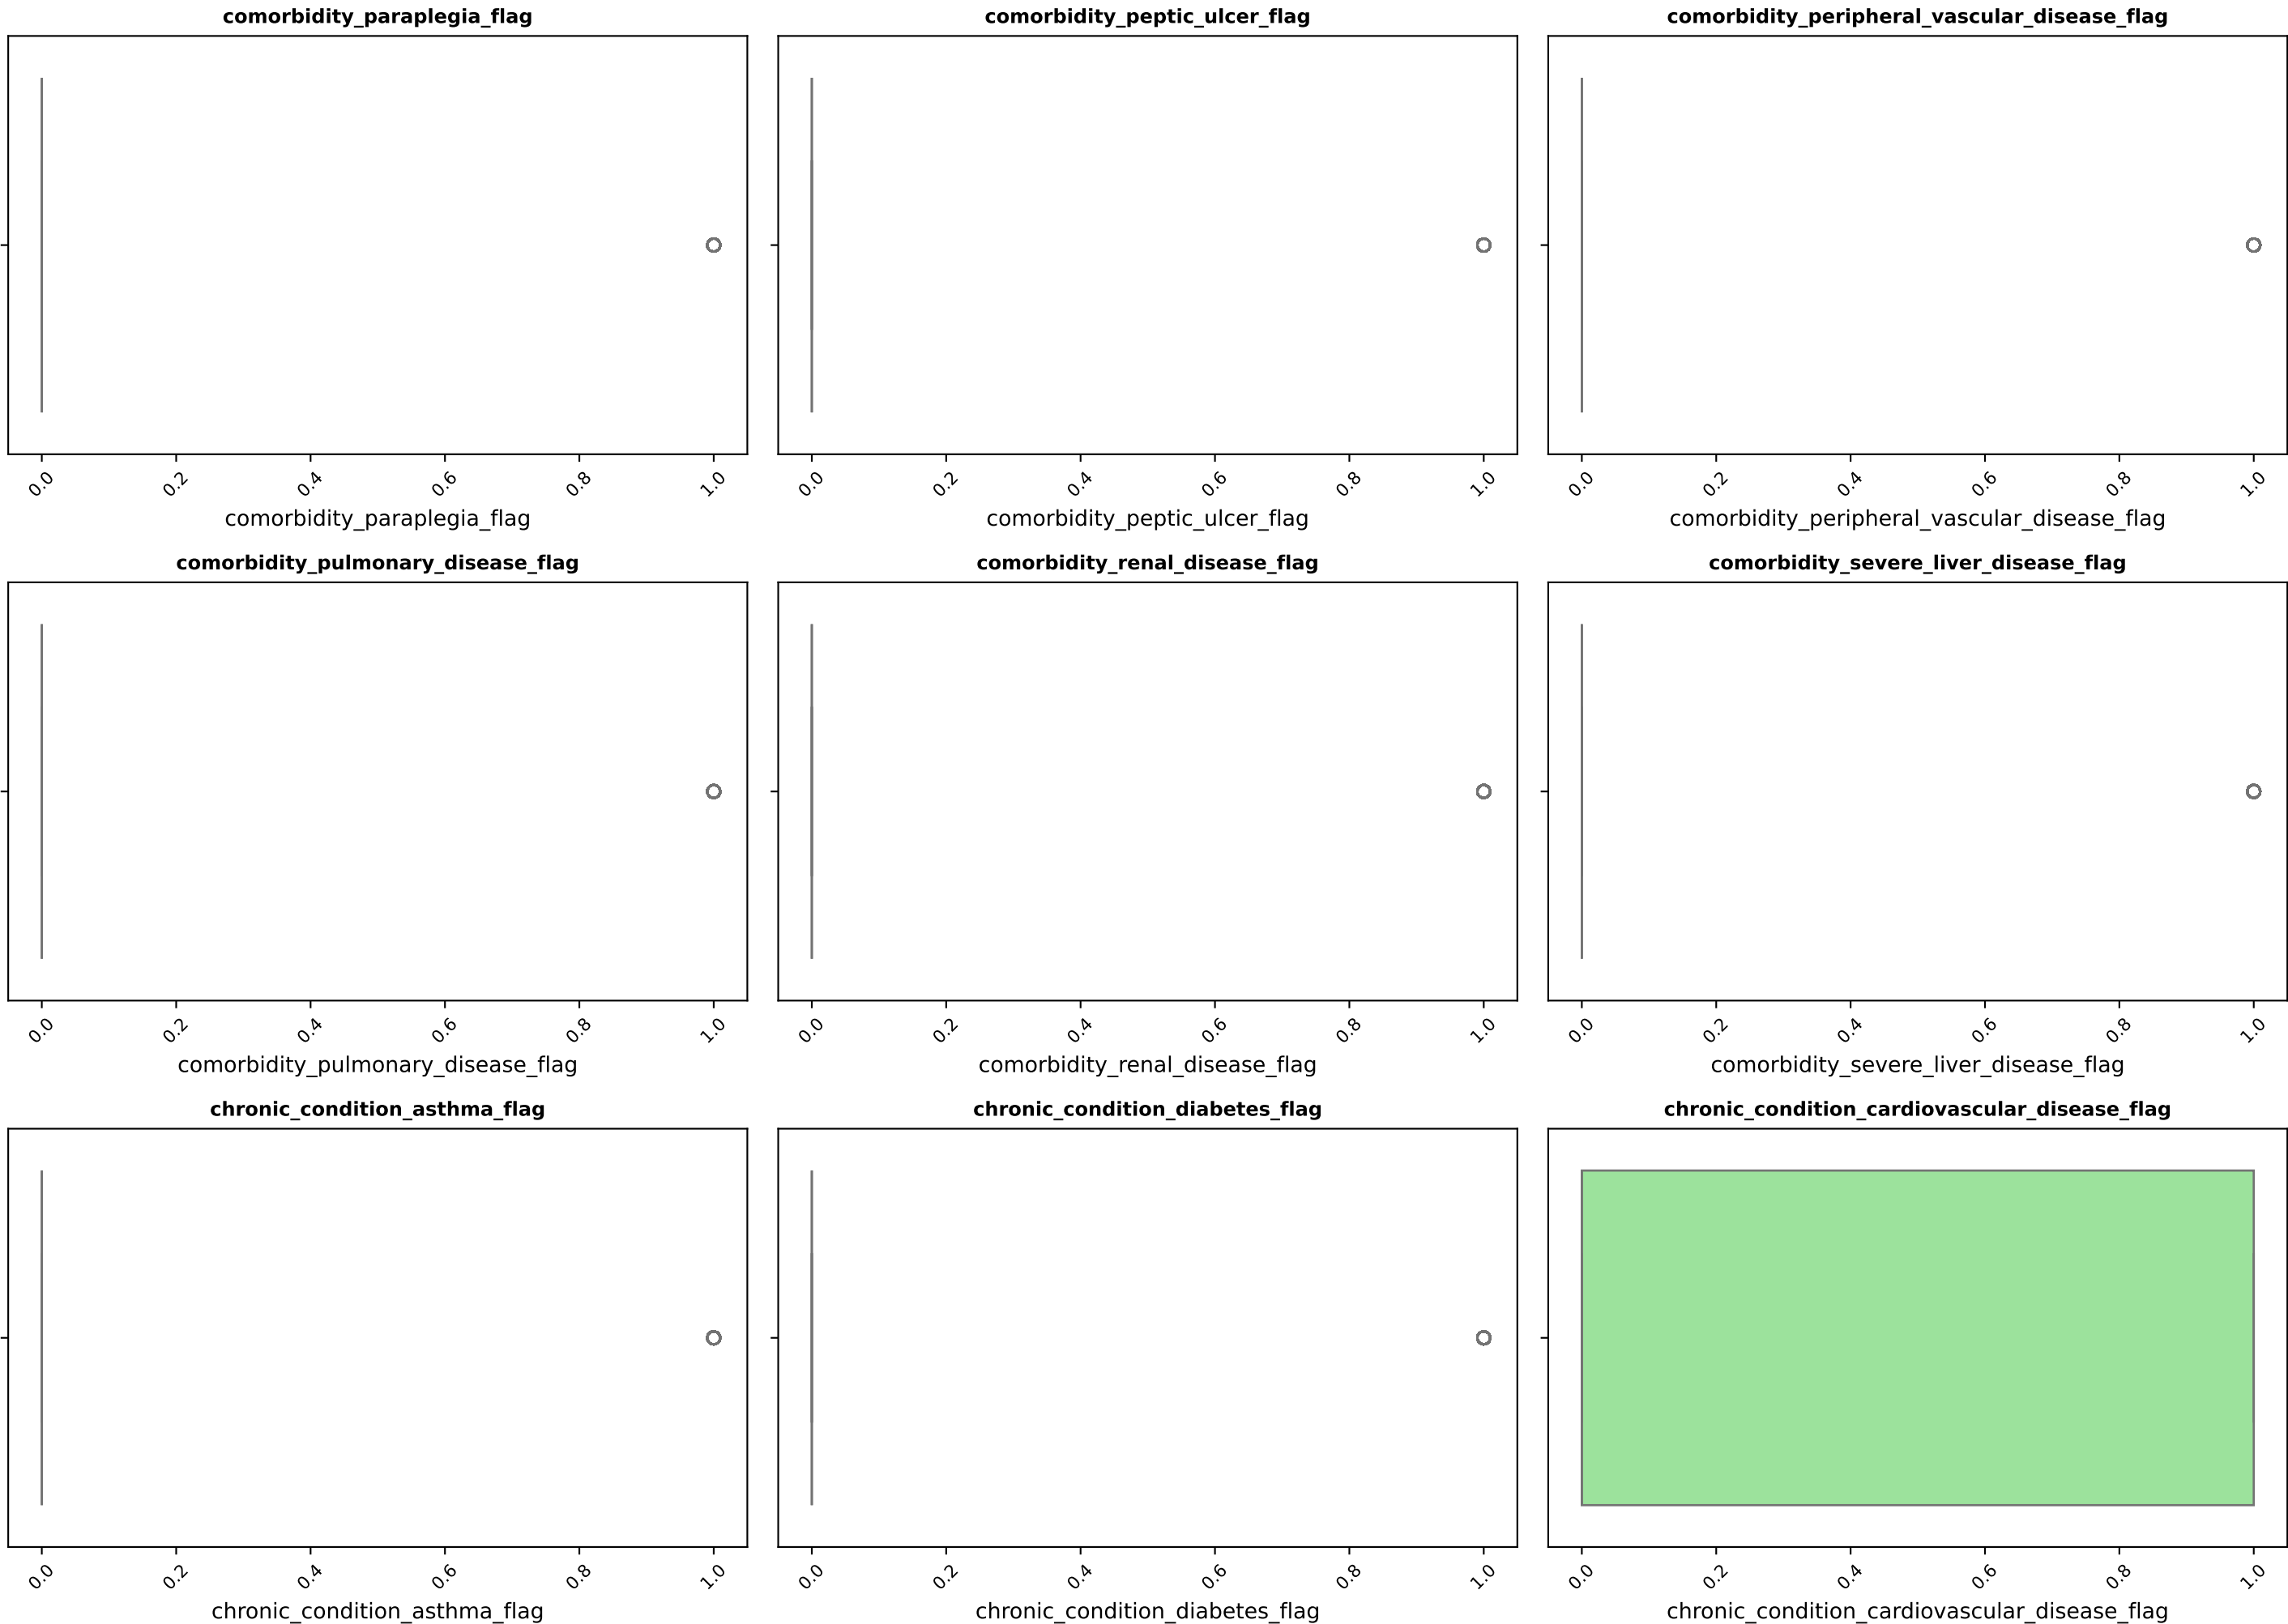 comorbidity_paraplegia_flag comorbidity_peptic_ulcer_flag comorbidity_peripheral_vascular_disease_flag
0.0 0.2 0.4 0.6 0.8 1.0 0.0 0.2 0.4 0.6 0.8 1.0 0.0 0.2 0.4 0.6 0.8 1.0
comorbidity_paraplegia_flag comorbidity_peptic_ulcer_flag comorbidity_peripheral_vascular_disease_flag
comorbidity_pulmonary_disease_flag comorbidity_renal_disease_flag comorbidity_severe_liver_disease_flag
0.0 0.2 0.4 0.6 0.8 1.0 0.0 0.2 0.4 0.6 0.8 1.0 0.0 0.2 0.4 0.6 0.8 1.0
comorbidity_pulmonary_disease_flag comorbidity_renal_disease_flag comorbidity_severe_liver_disease_flag
chronic_condition_asthma_flag chronic_condition_diabetes_flag chronic_condition_cardiovascular_disease_flag
0.0 0.2 0.4 0.6 0.8 1.0 0.0 0.2 0.4 0.6 0.8 1.0 0.0 0.2 0.4 0.6 0.8 1.0
chronic_condition_asthma_flag chronic_condition_diabetes_flag chronic_condition_cardiovascular_disease_flag